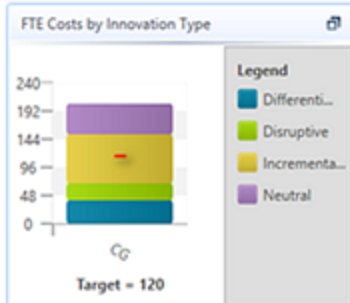 FTE Costs by Innovation Type
240
192
144
96
48
0
CG
Target = 120
Legend
Differenti...
Disruptive
Incrementa...
Neutral